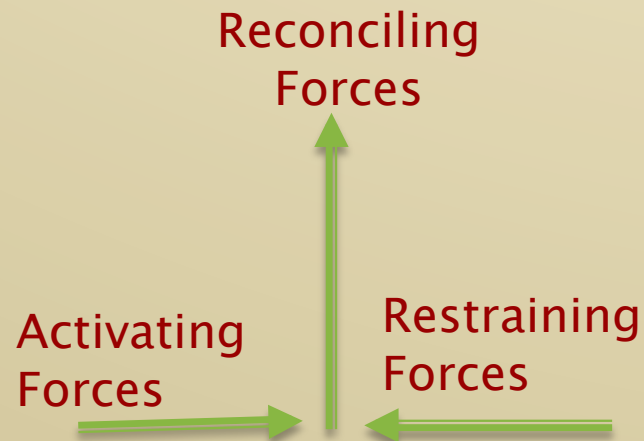 Reconciling
Forces
Activating
Forces
Restraining
Forces